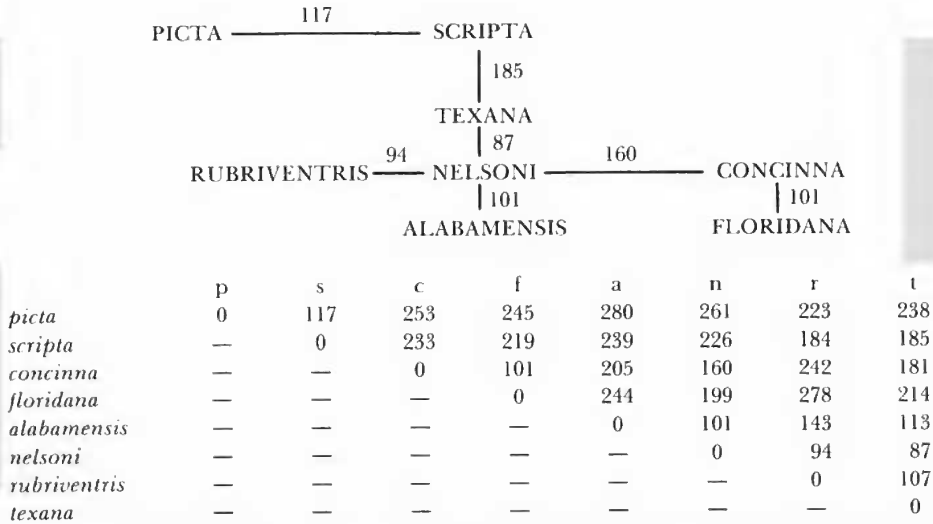 117
PICTA SCRIPTA
185
TEXANA
87
94 160
RUBRIVENTRIS NELSONI CONCINNA
101 101
ALABAMENSIS FLORIDANA
p s c f a n r t
picta 0 117 253 245 280 261 223 238
scripta — 0 233 219 239 226 184 185
concinna — — 0 101 205 160 242 181
floridana — — — 0 244 199 278 214
alabamensis — — — — 0 101 143 113
nelsoni — — — — — 0 94 87
rubriventris — — — — — — 0 107
texana — — — — — — — 0